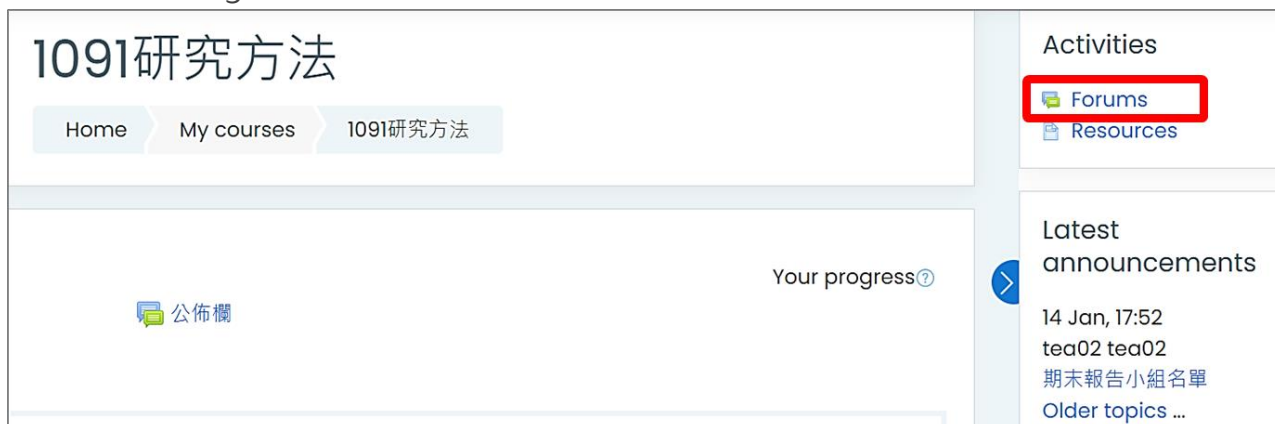 1091研究方法
Home My courses 1091研究方法
Your progress
公佈欄
Activities
Forums
Resources
Latest
announcements
14 Jan, 17:52
tea02 tea02
期末報告小組名單
Older topics ...